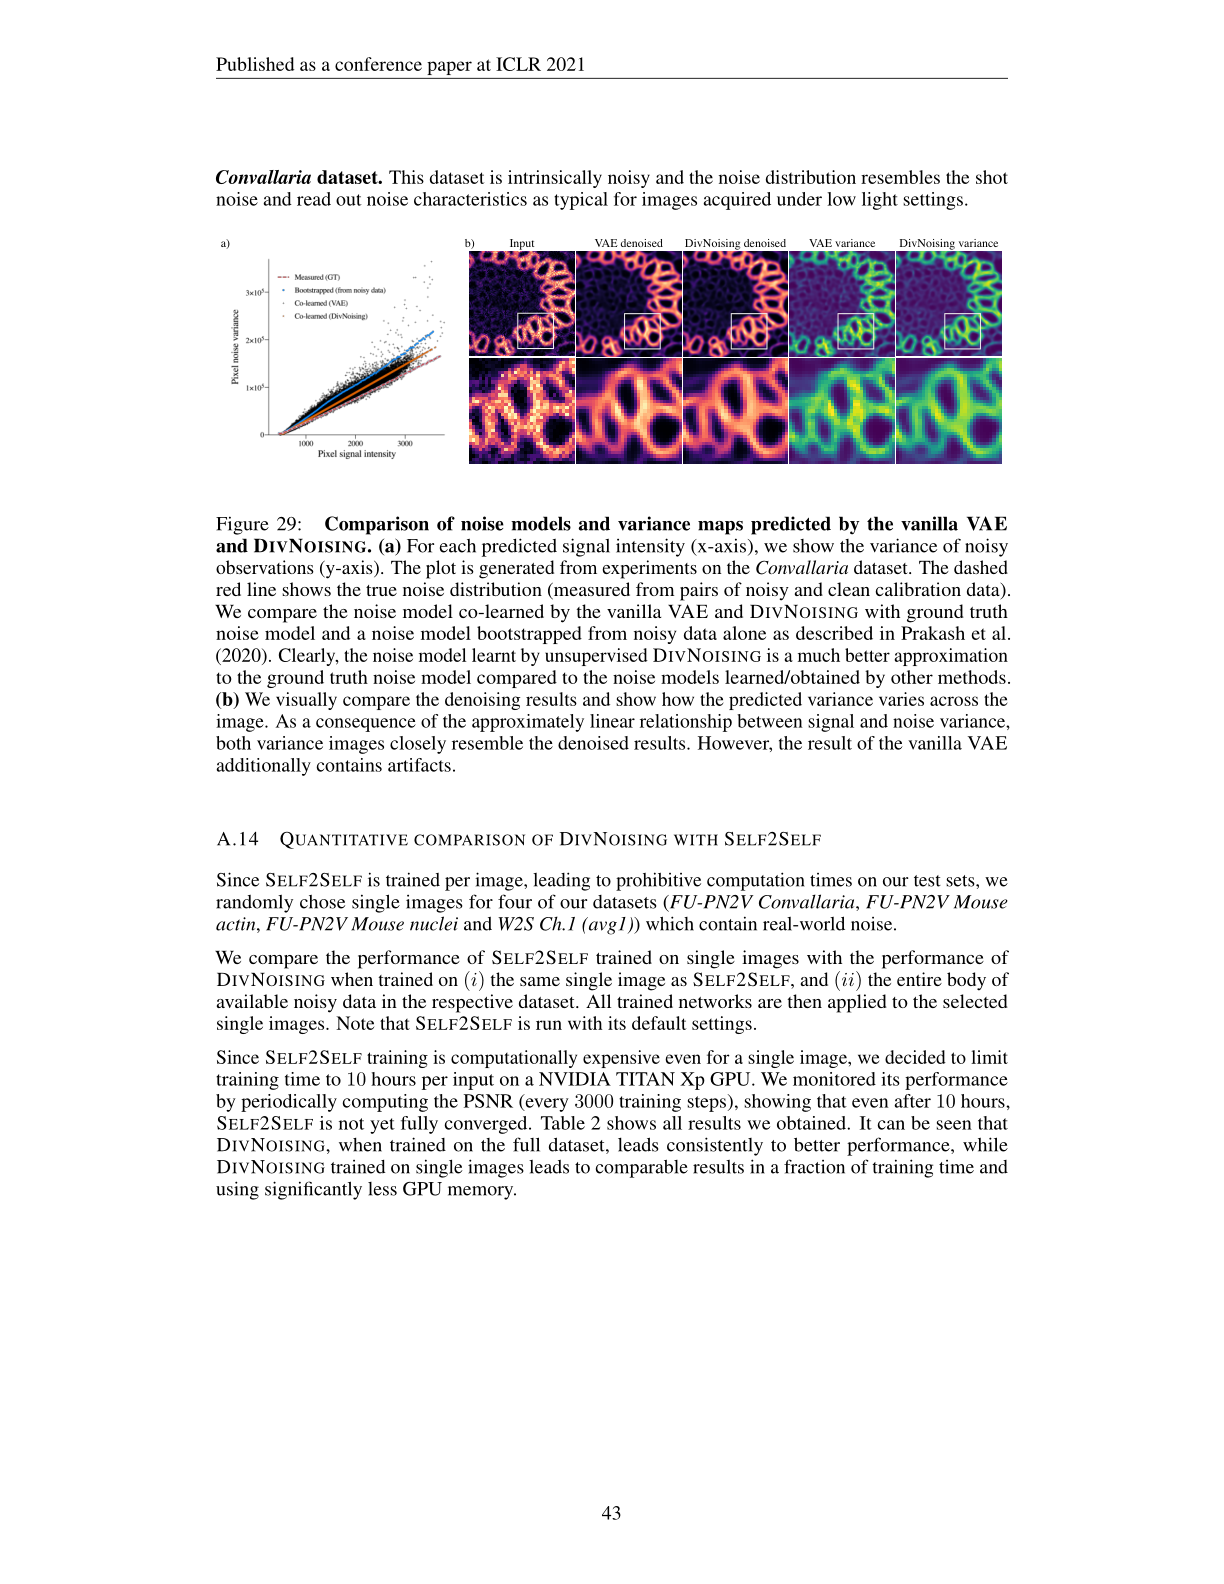 Published as a conference paper at ICLR 2021
Convallaria dataset. This dataset is intrinsically noisy and the noise distribution resembles the shot
noise and read out noise characteristics as typical for images acquired under low light settings.
a)
Measured (GT)
Bootstrapped (from noisy data)
Co-learned (VAE)
Co-learned (DivNoising)
3×10⁵
2×10⁵
1×10⁵
0
Pixel noise variance
1000 2000 3000
Pixel signal intensity
b) Input VAE denoised DivNoising denoised VAE variance DivNoising variance
Figure 29: Comparison of noise models and variance maps predicted by the vanilla VAE
and DIVNOISING. (a) For each predicted signal intensity (x-axis), we show the variance of noisy
observations (y-axis). The plot is generated from experiments on the Convallaria dataset. The dashed
red line shows the true noise distribution (measured from pairs of noisy and clean calibration data).
We compare the noise model co-learned by the vanilla VAE and DIVNOISING with ground truth
noise model and a noise model bootstrapped from noisy data alone as described in Prakash et al.
(2020). Clearly, the noise model learnt by unsupervised DIVNOISING is a much better approximation
to the ground truth noise model compared to the noise models learned/obtained by other methods.
(b) We visually compare the denoising results and show how the predicted variance varies across the
image. As a consequence of the approximately linear relationship between signal and noise variance,
both variance images closely resemble the denoised results. However, the result of the vanilla VAE
additionally contains artifacts.
A.14 QUANTITATIVE COMPARISON OF DIVNOISING WITH SELF2SELF
Since SELF2SELF is trained per image, leading to prohibitive computation times on our test sets, we
randomly chose single images for four of our datasets (FU-PN2V Convallaria, FU-PN2V Mouse
actin, FU-PN2V Mouse nuclei and W2S Ch.1 (avg1)) which contain real-world noise.
We compare the performance of SELF2SELF trained on single images with the performance of
DIVNOISING when trained on (i) the same single image as SELF2SELF, and (ii) the entire body of
available noisy data in the respective dataset. All trained networks are then applied to the selected
single images. Note that SELF2SELF is run with its default settings.
Since SELF2SELF training is computationally expensive even for a single image, we decided to limit
training time to 10 hours per input on a NVIDIA TITAN Xp GPU. We monitored its performance
by periodically computing the PSNR (every 3000 training steps), showing that even after 10 hours,
SELF2SELF is not yet fully converged. Table 2 shows all results we obtained. It can be seen that
DIVNOISING, when trained on the full dataset, leads consistently to better performance, while
DIVNOISING trained on single images leads to comparable results in a fraction of training time and
using significantly less GPU memory.
43